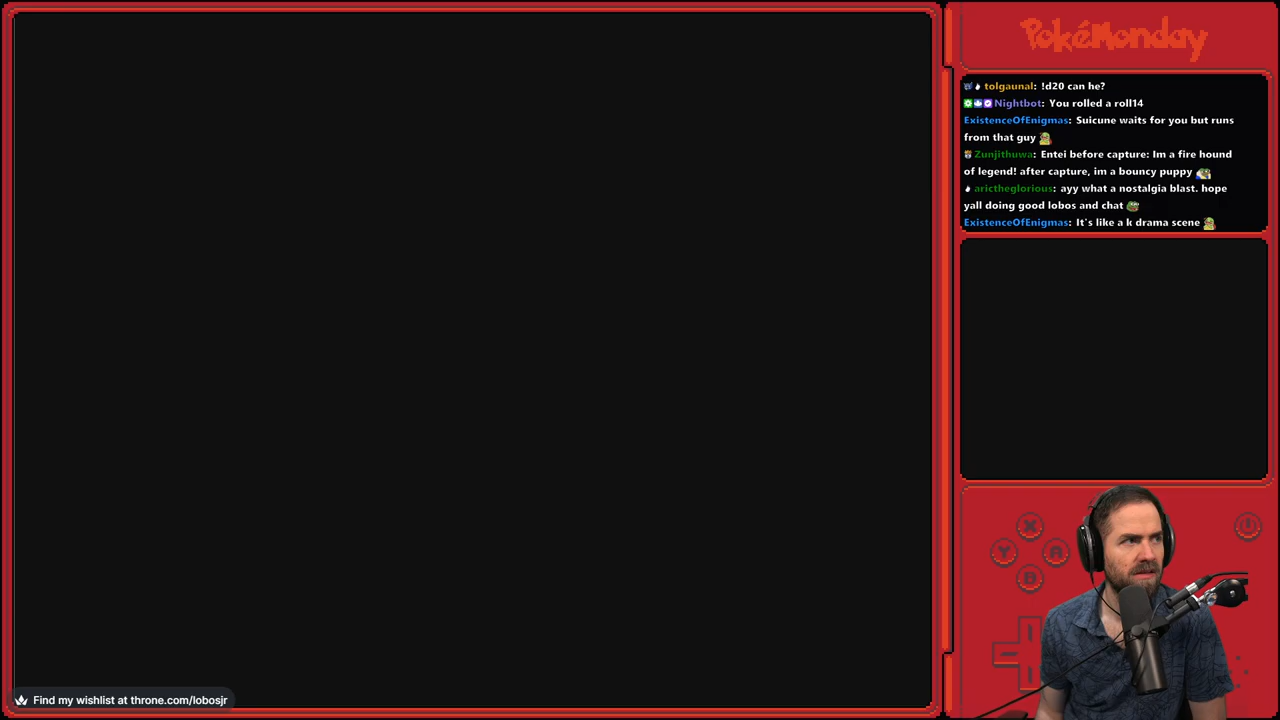 PokéMonday
tolgaunal: !d20 can he?
Nightbot: You rolled a roll14
ExistenceOfEnigmas: Suicune waits for you but runs
from that guy
Zunjithuwa: Entei before capture: Im a fire hound
of legend! after capture, im a bouncy puppy
arictheglorious: ayy what a nostalgia blast. hope
yall doing good lobos and chat
ExistenceOfEnigmas: It's like a k drama scene
X
Y A
B
Find my wishlist at throne.com/lobosjr